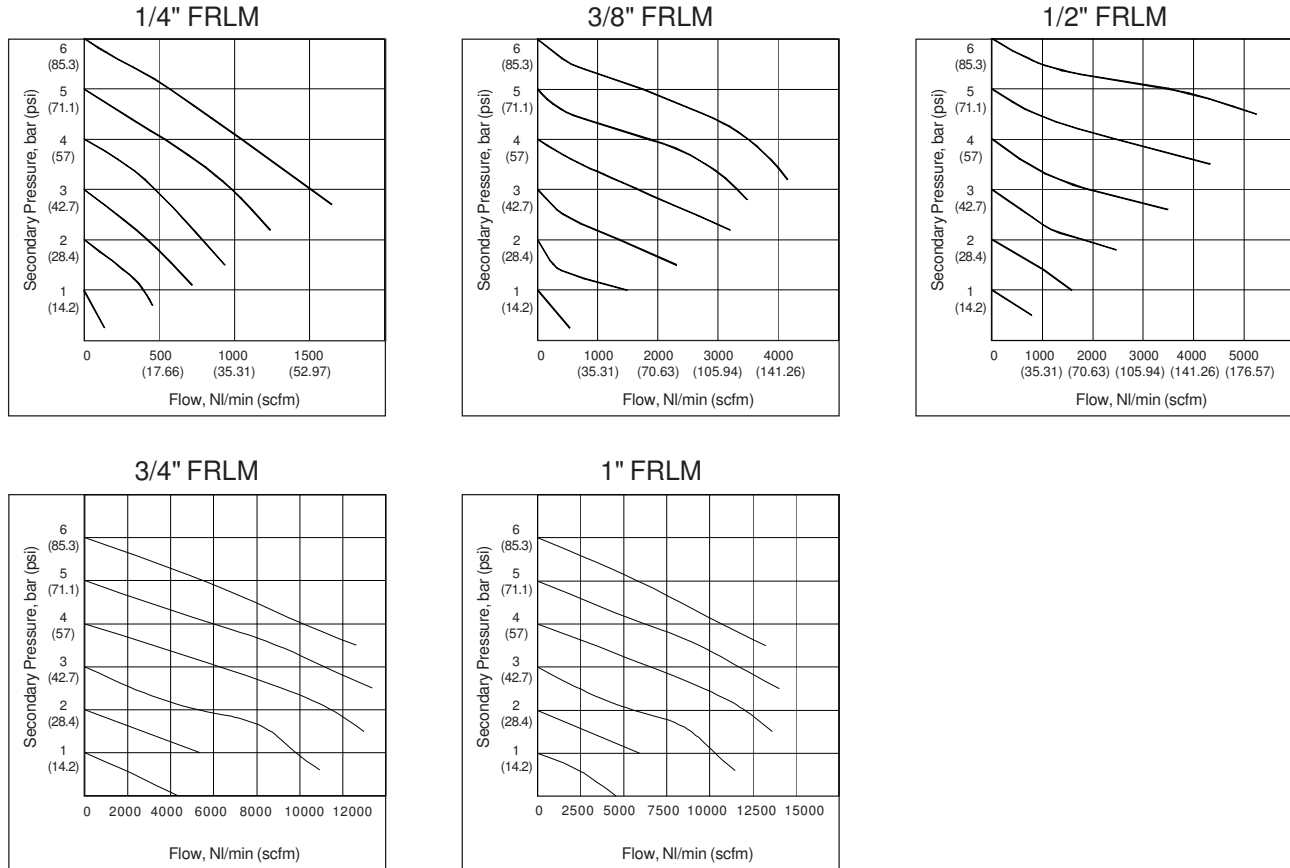 1/4" FRLM
Secondary Pressure, bar (psi)
6
(85.3)
5
(71.1)
4
(57)
3
(42.7)
2
(28.4)
1
(14.2)
0 500 1000 1500
(17.66) (35.31) (52.97)
Flow, Nl/min (scfm)
3/8" FRLM
Secondary Pressure, bar (psi)
6
(85.3)
5
(71.1)
4
(57)
3
(42.7)
2
(28.4)
1
(14.2)
0 1000 2000 3000 4000
(35.31) (70.63) (105.94) (141.26)
Flow, Nl/min (scfm)
1/2" FRLM
Secondary Pressure, bar (psi)
6
(85.3)
5
(71.1)
4
(57)
3
(42.7)
2
(28.4)
1
(14.2)
0 1000 2000 3000 4000 5000
(35.31) (70.63) (105.94) (141.26) (176.57)
Flow, Nl/min (scfm)
3/4" FRLM
Secondary Pressure, bar (psi)
6
(85.3)
5
(71.1)
4
(57)
3
(42.7)
2
(28.4)
1
(14.2)
0 2000 4000 6000 8000 10000 12000
Flow, Nl/min (scfm)
1" FRLM
Secondary Pressure, bar (psi)
6
(85.3)
5
(71.1)
4
(57)
3
(42.7)
2
(28.4)
1
(14.2)
0 2500 5000 7500 10000 12500 15000
Flow, Nl/min (scfm)